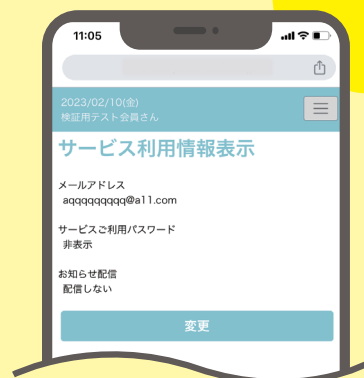 11:05
2023/02/10(金)
検証用テスト会員さん
サービス利用情報表示
メールアドレス
aqqqqqqqqq@a11.com
サービスご利用パスワード
非表示
お知らせ配信
配信しない
変更